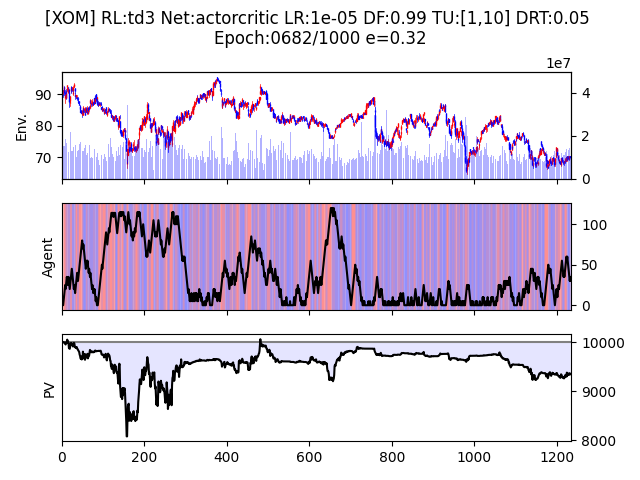 [XOM] RL:td3 Net:actorcritic LR:1e-05 DF:0.99 TU:[1,10] DRT:0.05
Epoch:0682/1000 e=0.32
1e7
Env.
90
80
70
4
2
0
Agent
100
50
0
PV
10000
9000
8000
0 200 400 600 800 1000 1200